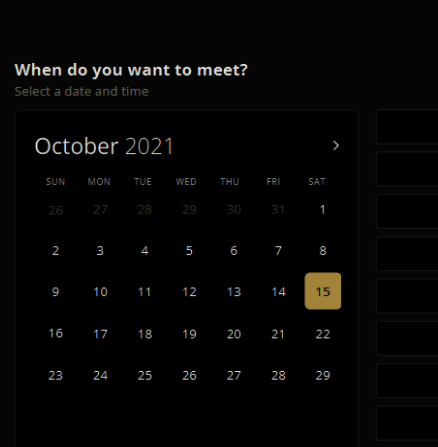 When do you want to meet?
Select a date and time
October 2021
SUN MON TUE WED THU FRI SAT
26 27 28 29 30 31 1
2 3 4 5 6 7 8
9 10 11 12 13 14 15
16 17 18 19 20 21 22
23 24 25 26 27 28 29